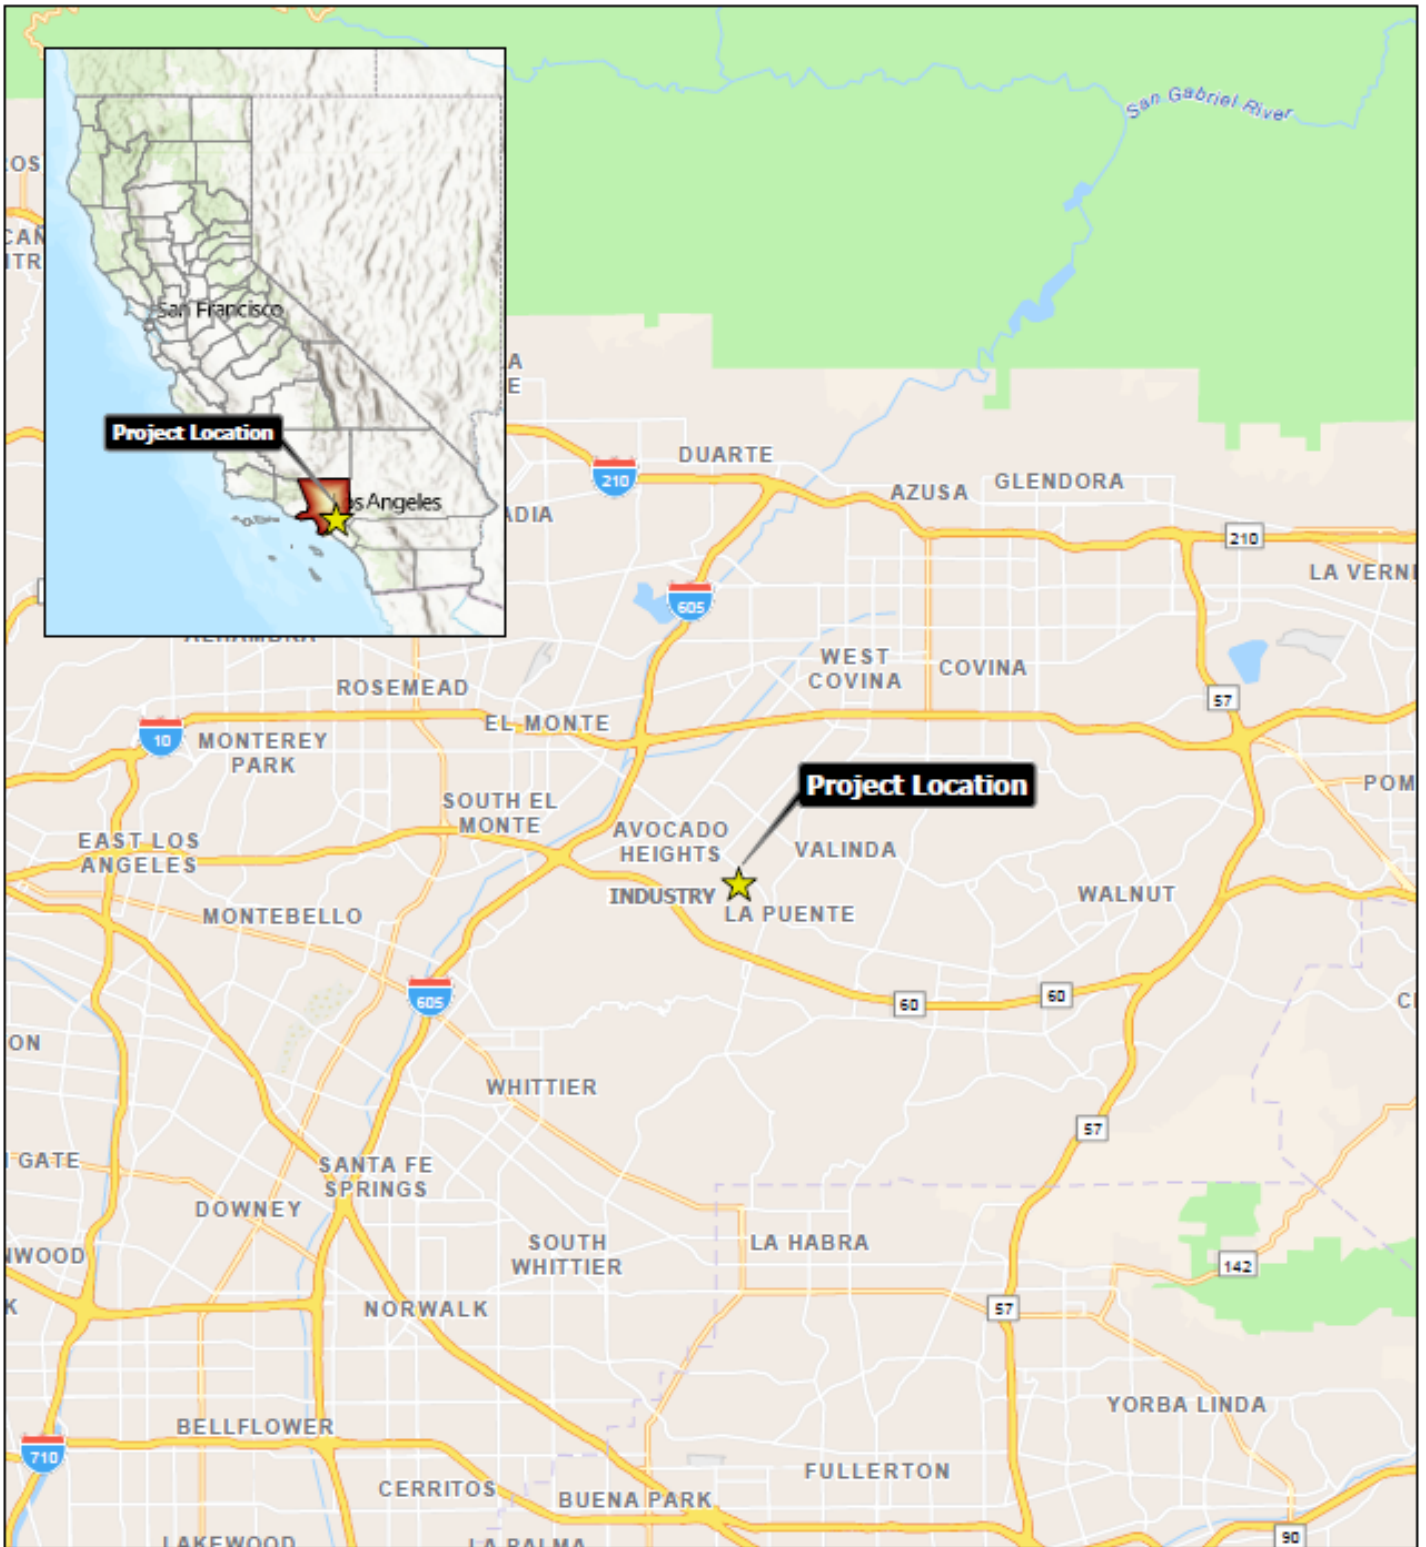 San Gabriel River
San Francisco
Project Location
Los Angeles
210
DUARTE
AZUSA
GLENDORA
210
605
WEST
COVINA
COVINA
57
ROSEMEAD
EL MONTE
10
MONTEREY
PARK
Project Location
SOUTH EL
MONTE
AVOCADO
HEIGHTS
VALINDA
EAST LOS
ANGELES
INDUSTRY
LA PUENTE
WALNUT
MONTEBELLO
605
60
60
WHITTIER
57
GATE
SANTA FE
SPRINGS
DOWNEY
SOUTH
WHITTIER
LA HABRA
142
57
NORWALK
YORBA LINDA
BELLFLOWER
710
FULLERTON
CERRITOS
BUENA PARK
90
LAKEWOOD
LA PALMA